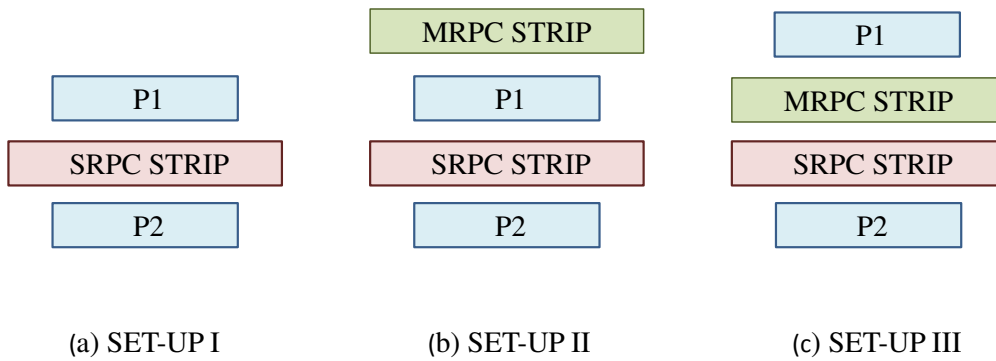 P1
SRPC STRIP
P2
(a) SET-UP I
MRPC STRIP
P1
SRPC STRIP
P2
(b) SET-UP II
P1
MRPC STRIP
SRPC STRIP
P2
(c) SET-UP III